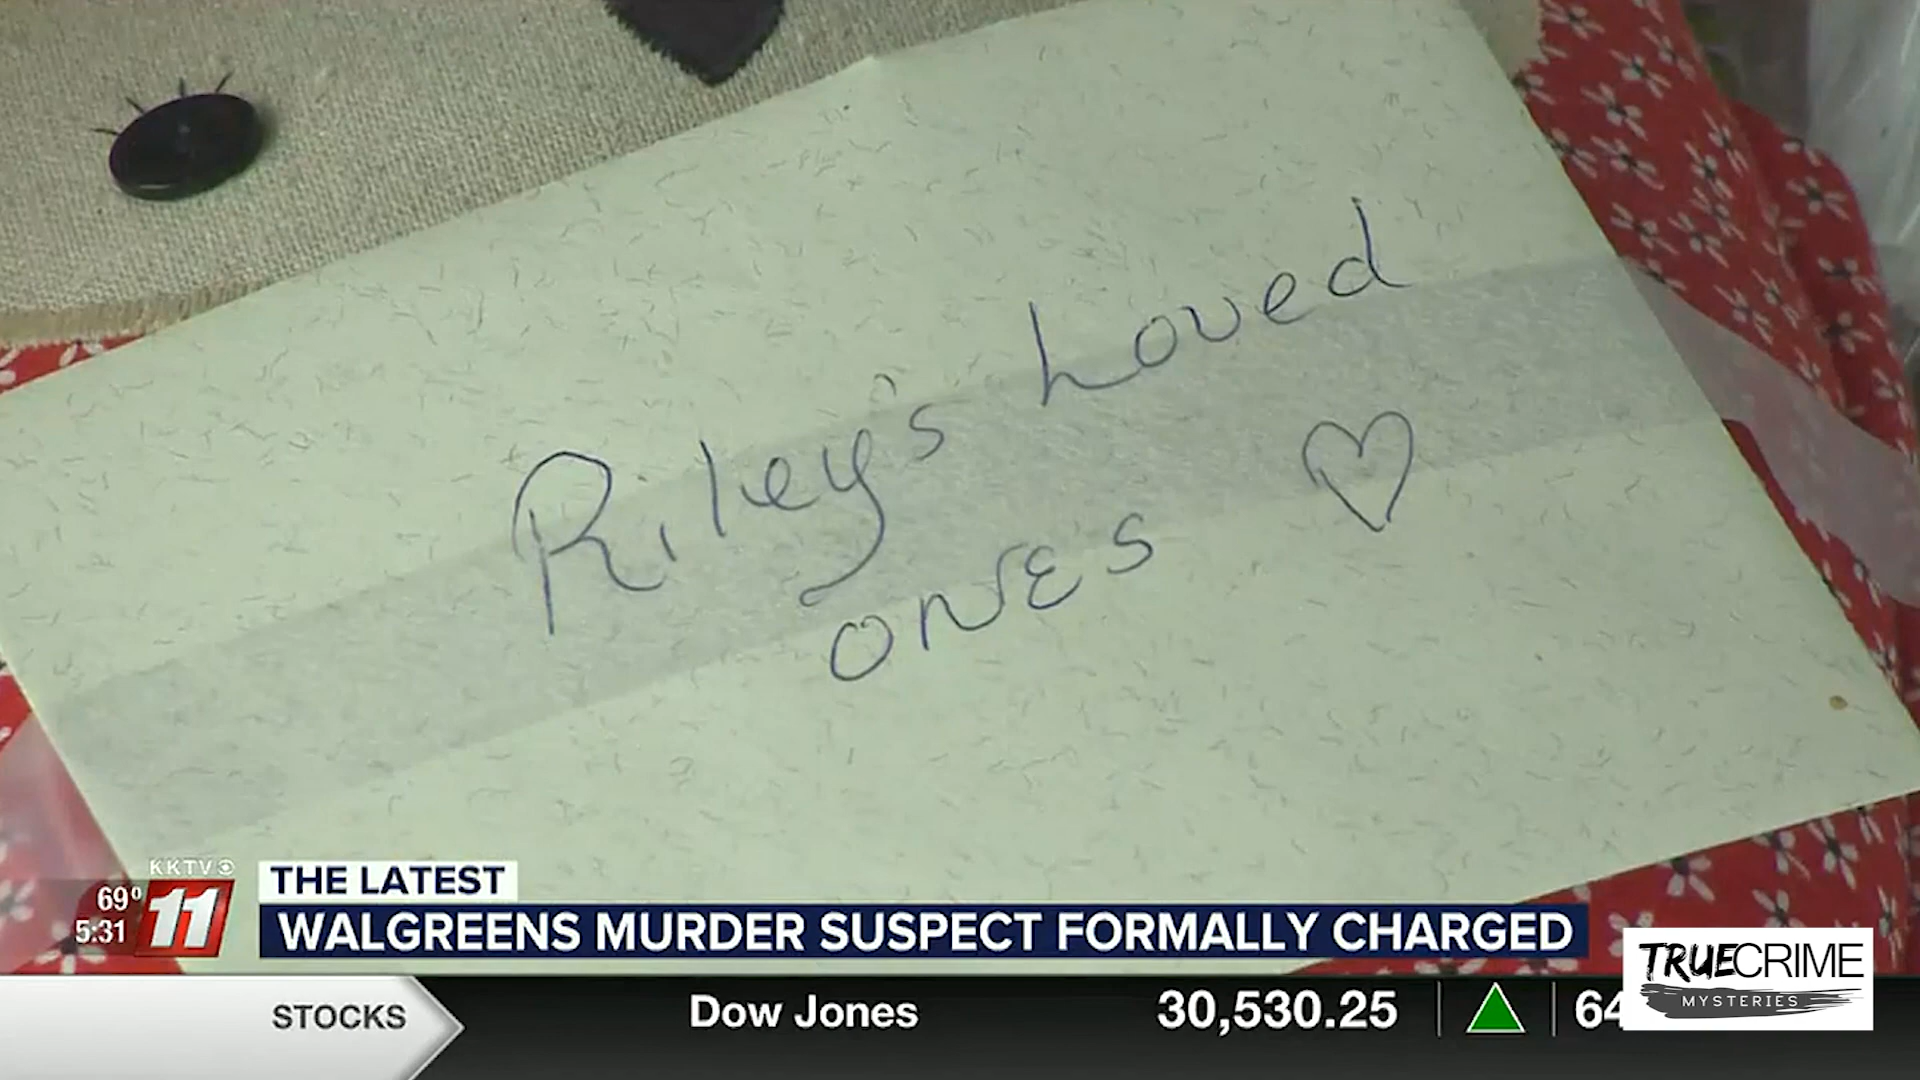 Riley's Loved
ones ♡
KKTV
69°
5:31
11
THE LATEST
WALGREENS MURDER SUSPECT FORMALLY CHARGED
TRUECRIME
MYSTERIES
STOCKS
Dow Jones
30,530.25
64